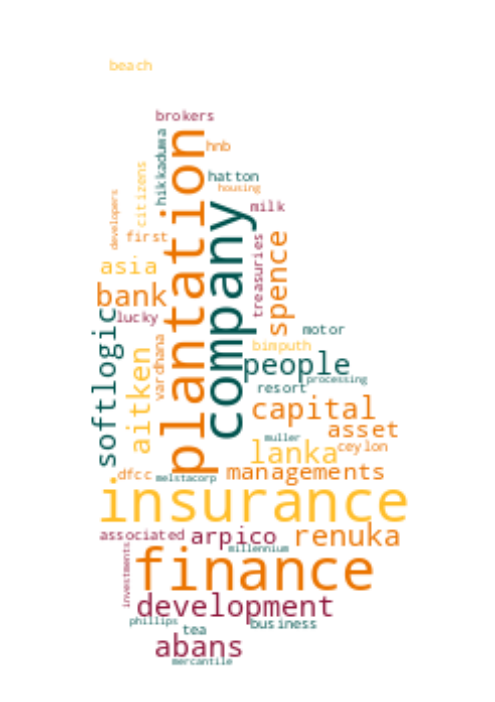 beach
brokers
hikkaduwa
plantation
hnb
hatton
housing
citizens
developers
milk
company
first
treasuries
spence
asia
bank
lucky
softlogic
motor
vardhana
aitken
bimputh
people
processing
resort
capital
asset
muller
lanka
ceylon
dfcc
melstacorp
managements
insurance
associated
arpico
renuka
millennium
investments
finance
development
phillips
tea
business
abans
mercantile